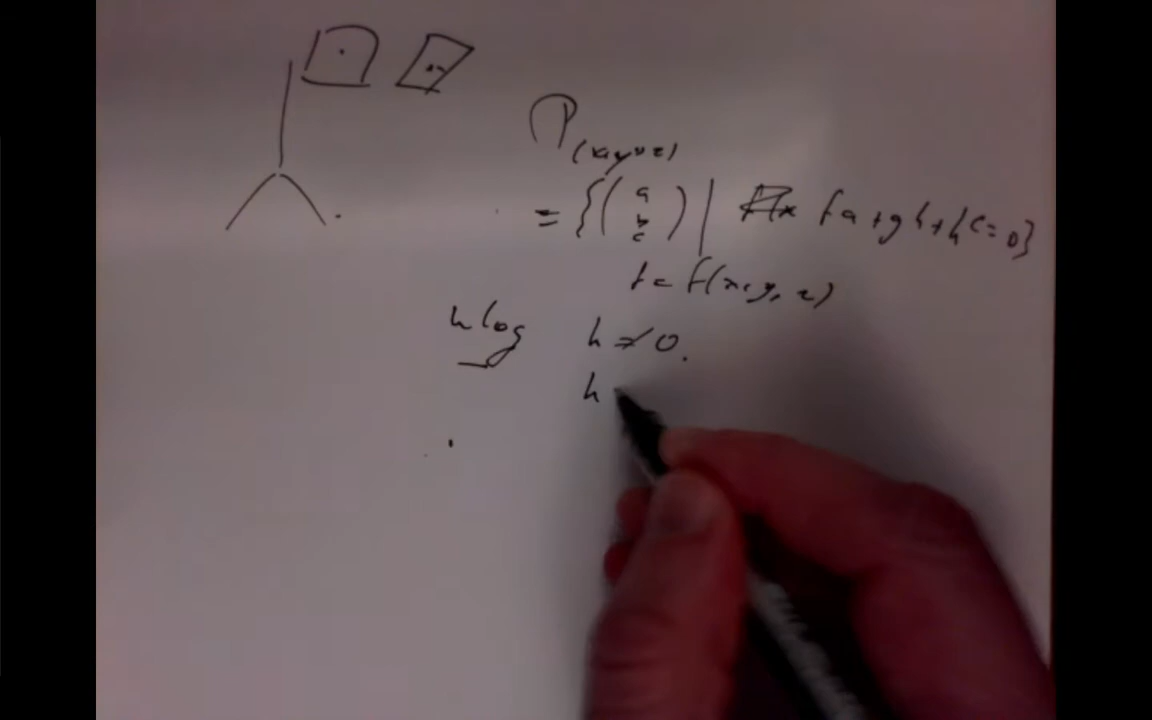 P(x,y,z)
= {(a b c) | fa + gb + hc = 0}
f = f(x,y,z)
wlog h ≠ 0.
h